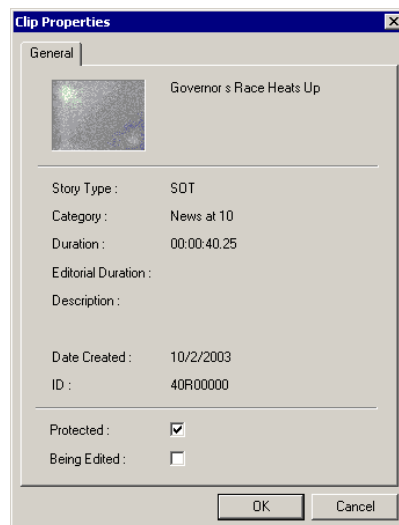 Clip Properties
General
Governor s Race Heats Up
Story Type : SOT
Category : News at 10
Duration : 00:00:40.25
Editorial Duration :
Description :
Date Created : 10/2/2003
ID : 40R00000
Protected :
Being Edited :
OK Cancel